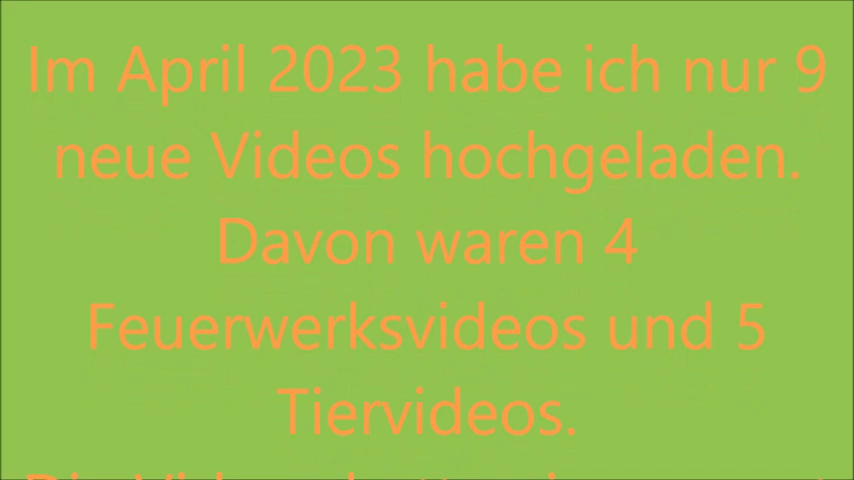 Im April 2023 habe ich nur 9
neue Videos hochgeladen.
Davon waren 4
Feuerwerksvideos und 5
Tiervideos.